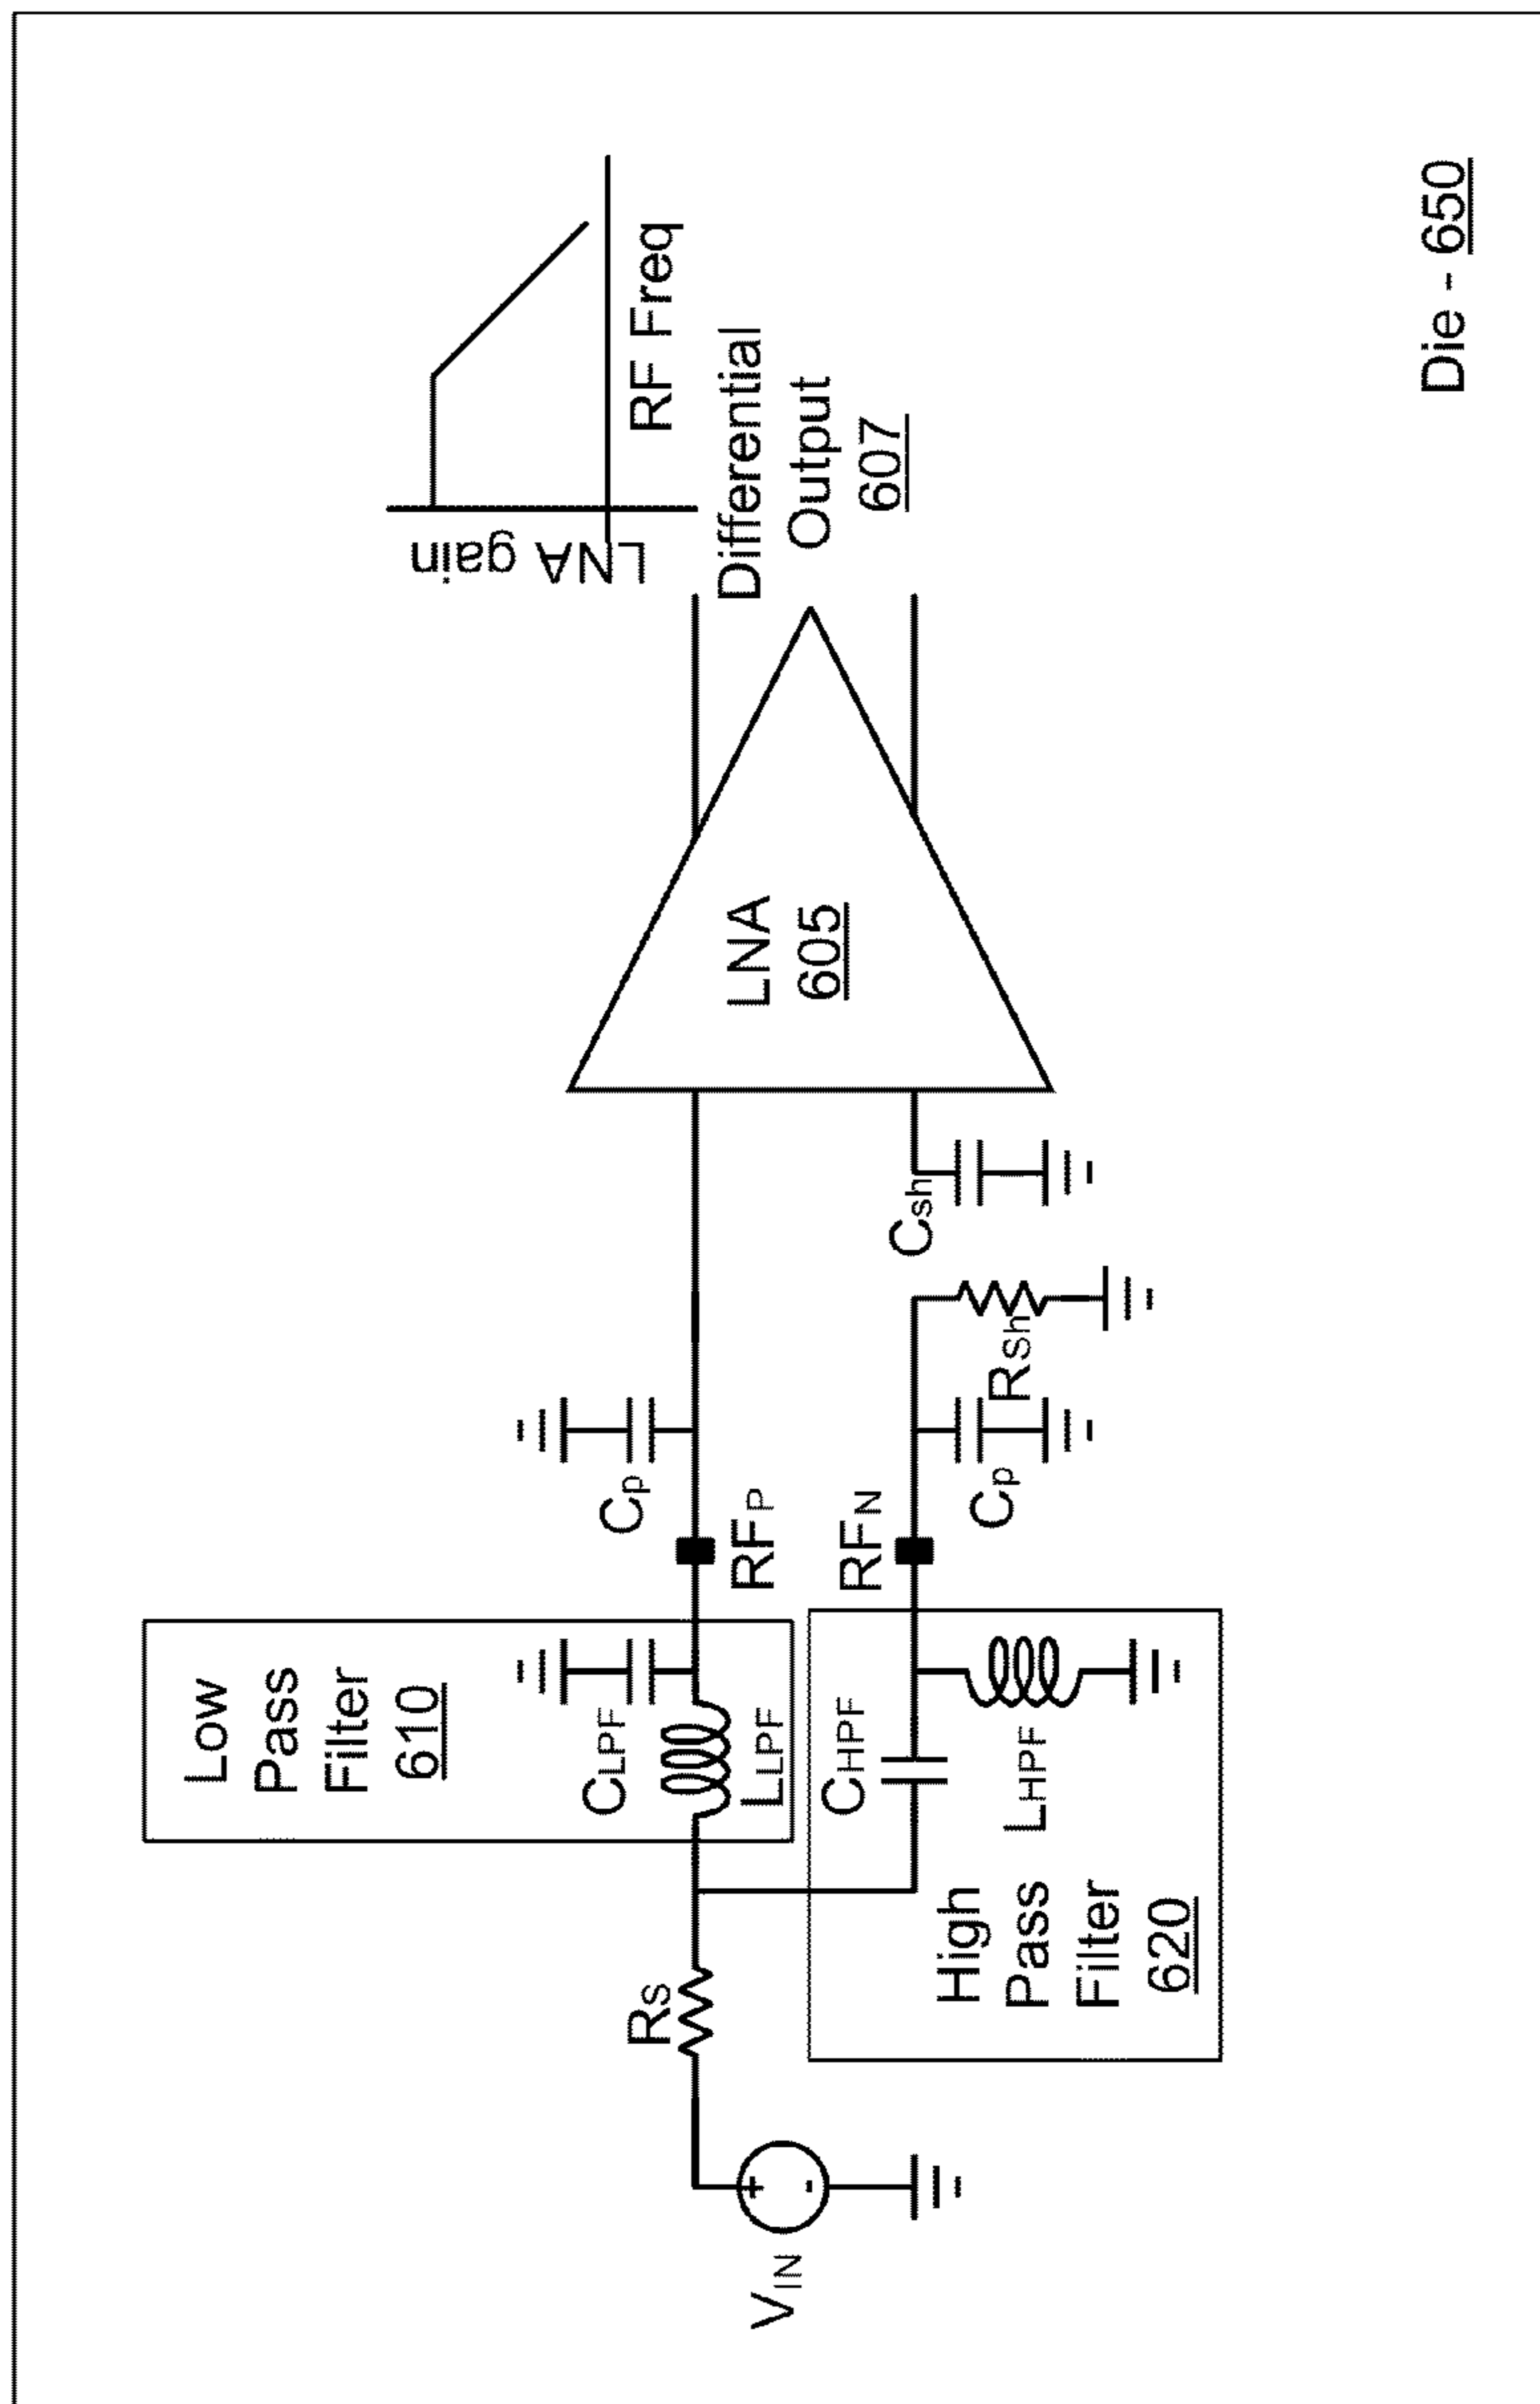 LNA gain
RF Freq
Low
Pass
Filter
610
CLPF
LLPF
Cp
RFP
Differential
Output
607
LNA
605
RS
VIN
+
-
CHPF
LHPF
High
Pass
Filter
620
RFN
Cp
Rsh
Csh
Die - 650